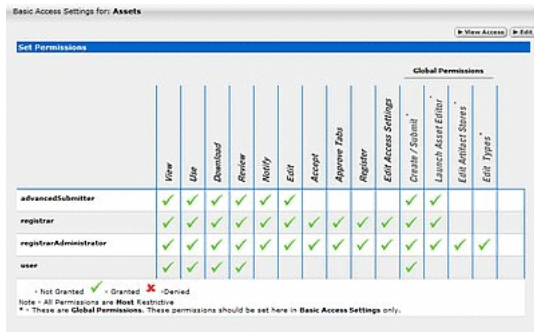 Basic Access Settings for: Assets
View Access Edit
Set Permissions
Global Permissions
View Use Download Review Notify Edit Accept Approve Tabs Register Edit Access Settings Create / Submit* Launch Asset Editor* Edit Artifact Stores* Edit Types*
advancedSubmitter
registrar
registrarAdministrator
user
- Not Granted - Granted -Denied
Note - All Permissions are Most Restrictive
* - These are Global Permissions. These permissions should be set here in Basic Access Settings only.